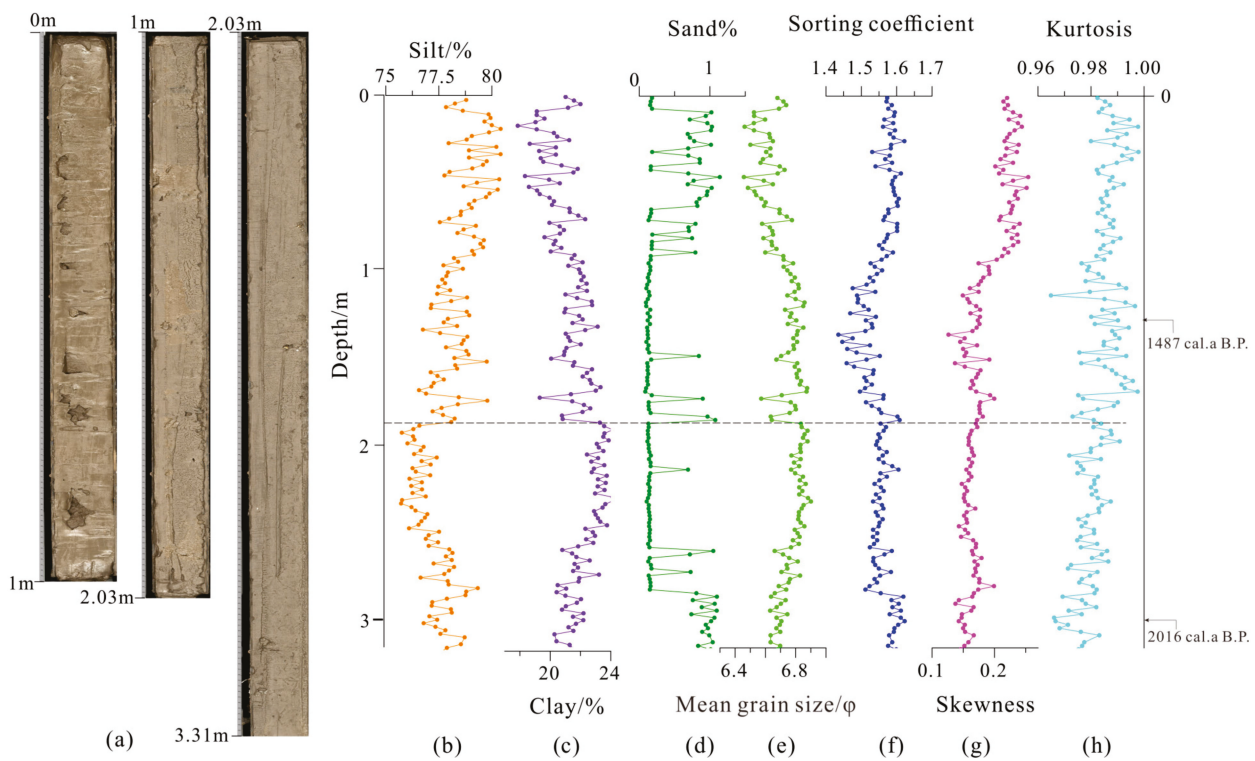 0m
1m
2.03m
1m
2.03m
3.31m
(a)
Silt/%
75
77.5
80
Sand%
0
1
Sorting coefficient
1.4
1.5
1.6
1.7
Kurtosis
0.96
0.98
1.00
0
1
2
3
Depth/m
0
1487 cal.a B.P.
2016 cal.a B.P.
20
24
Clay/%
6.4
6.8
Mean grain size/φ
0.1
0.2
Skewness
(b)
(c)
(d)
(e)
(f)
(g)
(h)